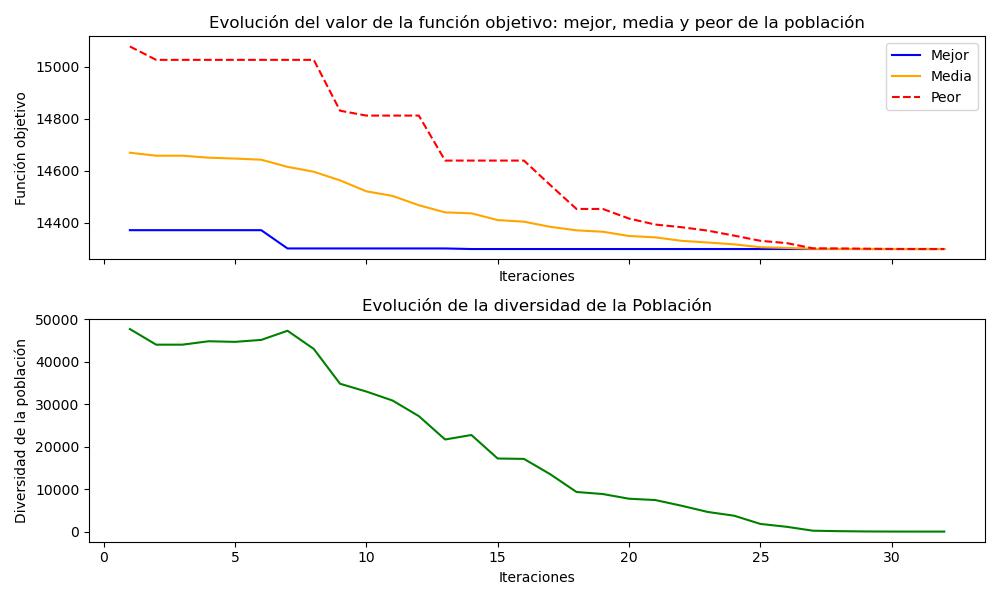 Evolución del valor de la función objetivo: mejor, media y peor de la población
Función objetivo
15000
14800
14600
14400
Mejor
Media
Peor
Iteraciones
Evolución de la diversidad de la Población
Diversidad de la población
50000
40000
30000
20000
10000
0
0 5 10 15 20 25 30
Iteraciones